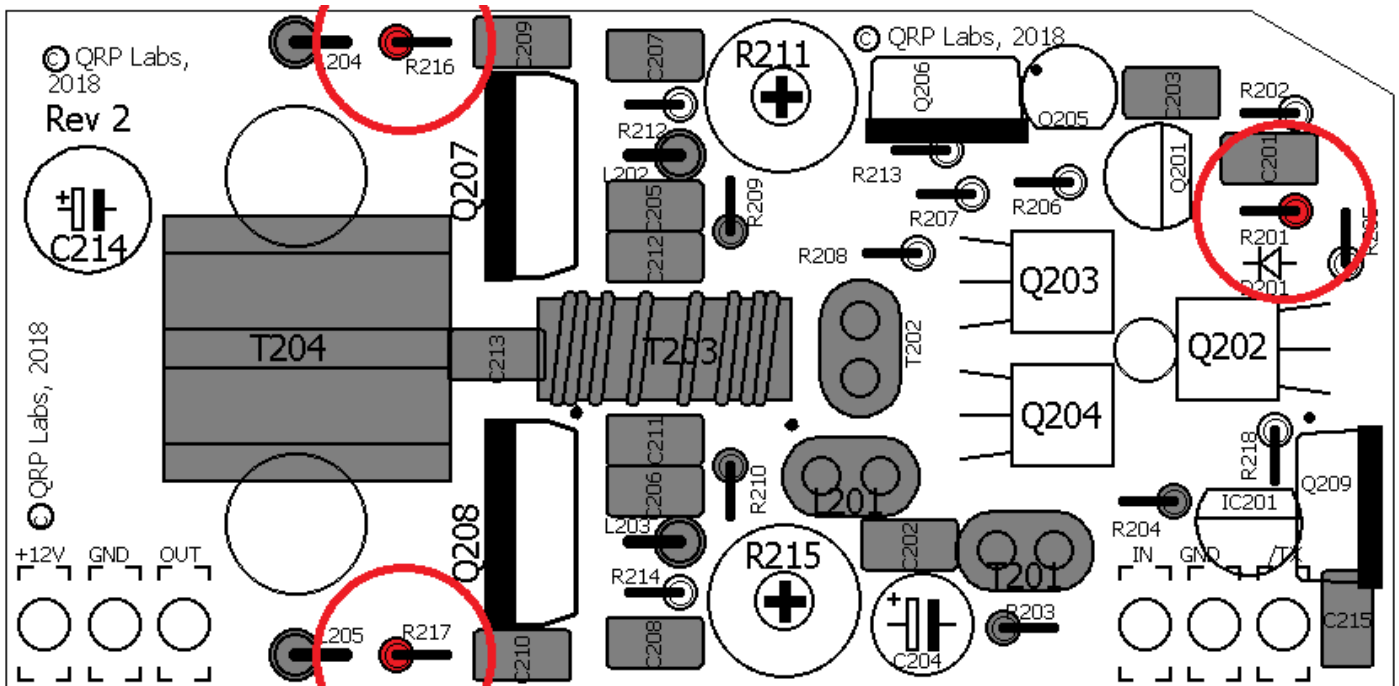 L204
R216
C209
C207
R211
© QRP Labs, 2018
© QRP Labs,
2018
Rev 2
Q206
Q205
C203
R202
R212
Q207
L202
C205
R209
R213
R207
R206
Q201
C201
R201
R205
D201
C214
+
C212
R208
Q203
T204
C213
T203
T202
Q202
© QRP Labs, 2018
Q204
C211
C206
R210
L201
R218
Q209
IC201
R204
Q208
L203
R215
C202
T201
+12V
GND
OUT
IN
GND
/TX
R214
L205
R217
C210
C208
+
C204
R203
C215